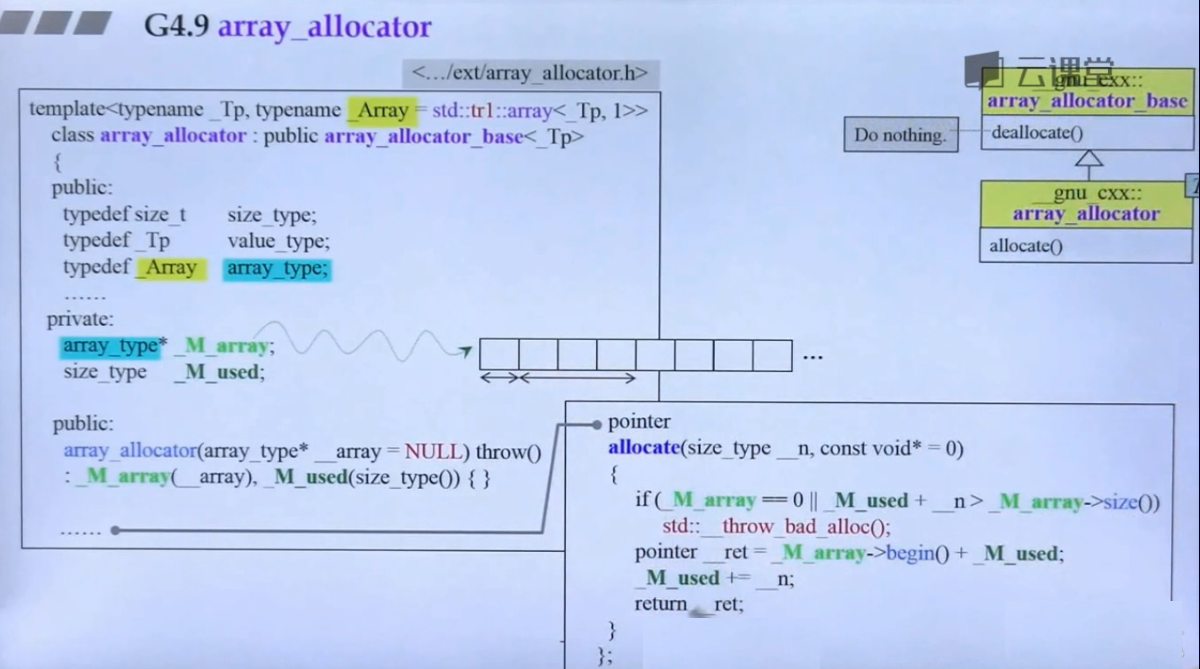 G4.9 array_allocator
<.../ext/array_allocator.h>
template<typename _Tp, typename _Array = std::tr1::array<_Tp, 1>>
class array_allocator : public array_allocator_base<_Tp>
{
public:
typedef size_t size_type;
typedef _Tp value_type;
typedef _Array array_type;
......
private:
array_type* _M_array;
size_type _M_used;
...
public:
array_allocator(array_type* __array = NULL) throw()
: _M_array(__array), _M_used(size_type()) { }
......
pointer
allocate(size_type __n, const void* = 0)
{
if (_M_array == 0 || _M_used + __n > _M_array->size())
std::__throw_bad_alloc();
pointer __ret = _M_array->begin() + _M_used;
_M_used += __n;
return __ret;
}
};
云课堂
__gnu_cxx::
array_allocator_base
Do nothing.
deallocate()
__gnu_cxx::
array_allocator
allocate()